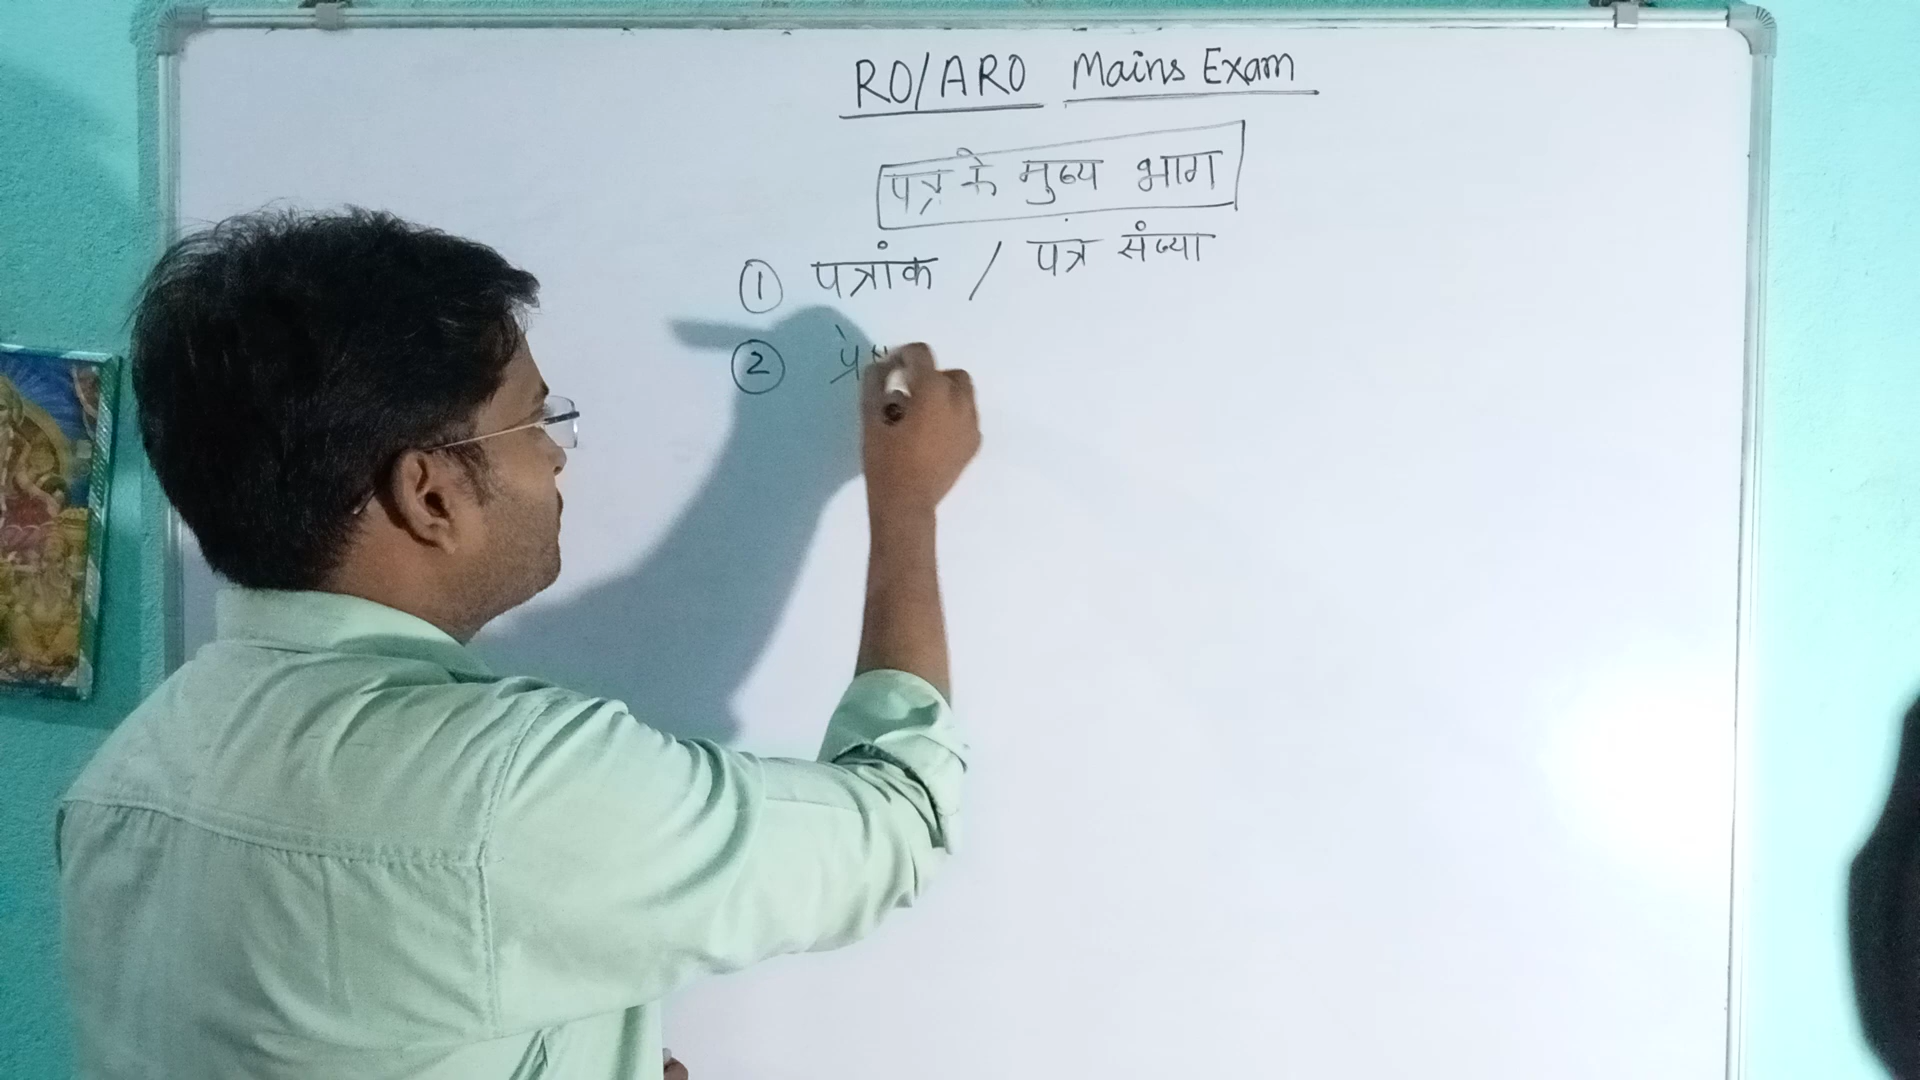 RO/ARO Mains Exam
पत्र के मुख्य भाग
① पत्रांक / पत्र संख्या
② प्रे